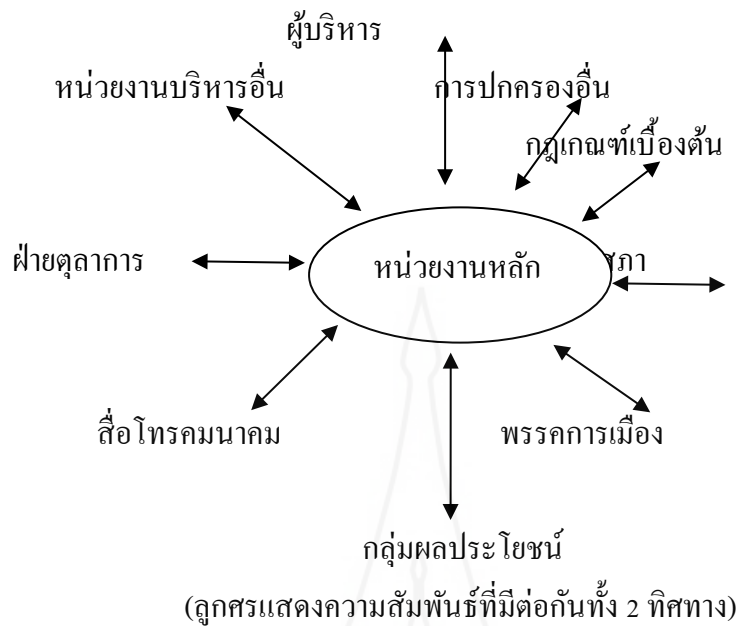 ผู้บริหาร
หน่วยงานบริหารอื่น
การปกครองอื่น
กฎเกณฑ์เบื้องต้น
ฝ่ายตุลาการ
หน่วยงานหลัก
สภา
สื่อโทรคมนาคม
พรรคการเมือง
กลุ่มผลประโยชน์
(ลูกศรแสดงความสัมพันธ์ที่มีต่อกันทั้ง 2 ทิศทาง)